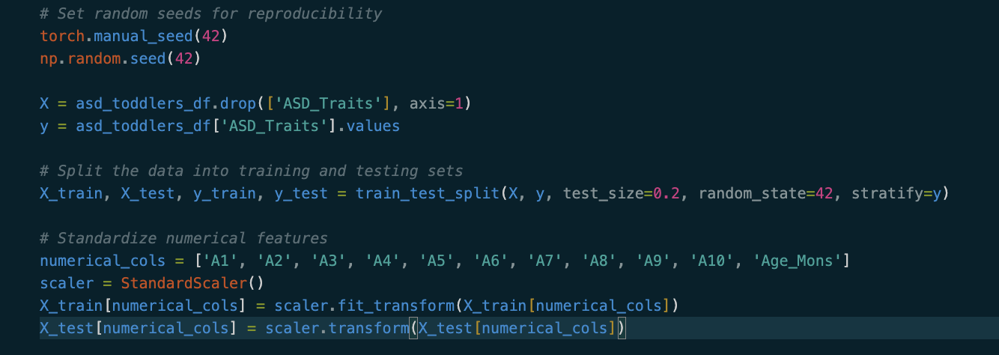 # Set random seeds for reproducibility
torch.manual_seed(42)
np.random.seed(42)
X = asd_toddlers_df.drop(['ASD_Traits'], axis=1)
y = asd_toddlers_df['ASD_Traits'].values
# Split the data into training and testing sets
X_train, X_test, y_train, y_test = train_test_split(X, y, test_size=0.2, random_state=42, stratify=y)
# Standardize numerical features
numerical_cols = ['A1', 'A2', 'A3', 'A4', 'A5', 'A6', 'A7', 'A8', 'A9', 'A10', 'Age_Mons']
scaler = StandardScaler()
X_train[numerical_cols] = scaler.fit_transform(X_train[numerical_cols])
X_test[numerical_cols] = scaler.transform(X_test[numerical_cols])